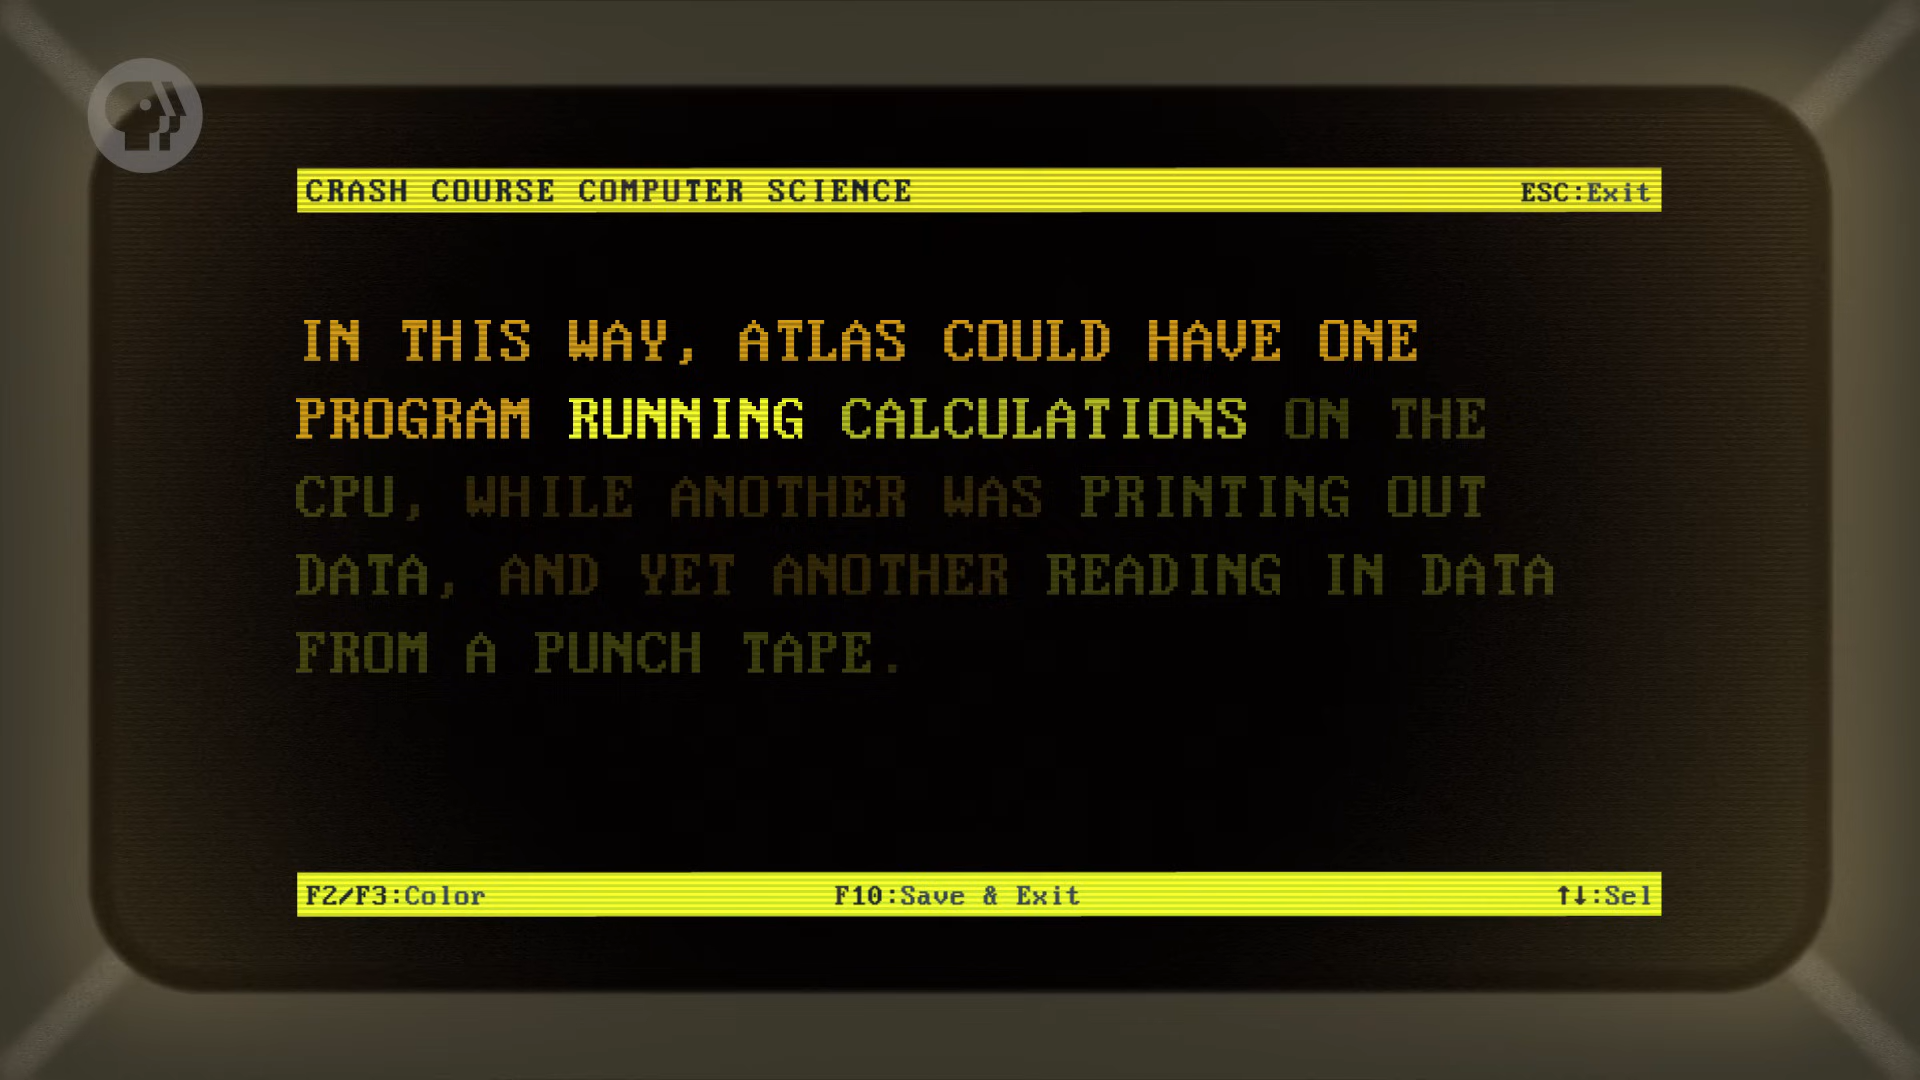 CRASH COURSE COMPUTER SCIENCE ESC:Exit
IN THIS WAY, ATLAS COULD HAVE ONE
PROGRAM RUNNING CALCULATIONS ON THE
CPU, WHILE ANOTHER WAS PRINTING OUT
DATA, AND YET ANOTHER READING IN DATA
FROM A PUNCH TAPE.
F2/F3:Color F10:Save & Exit ↑↓:Sel